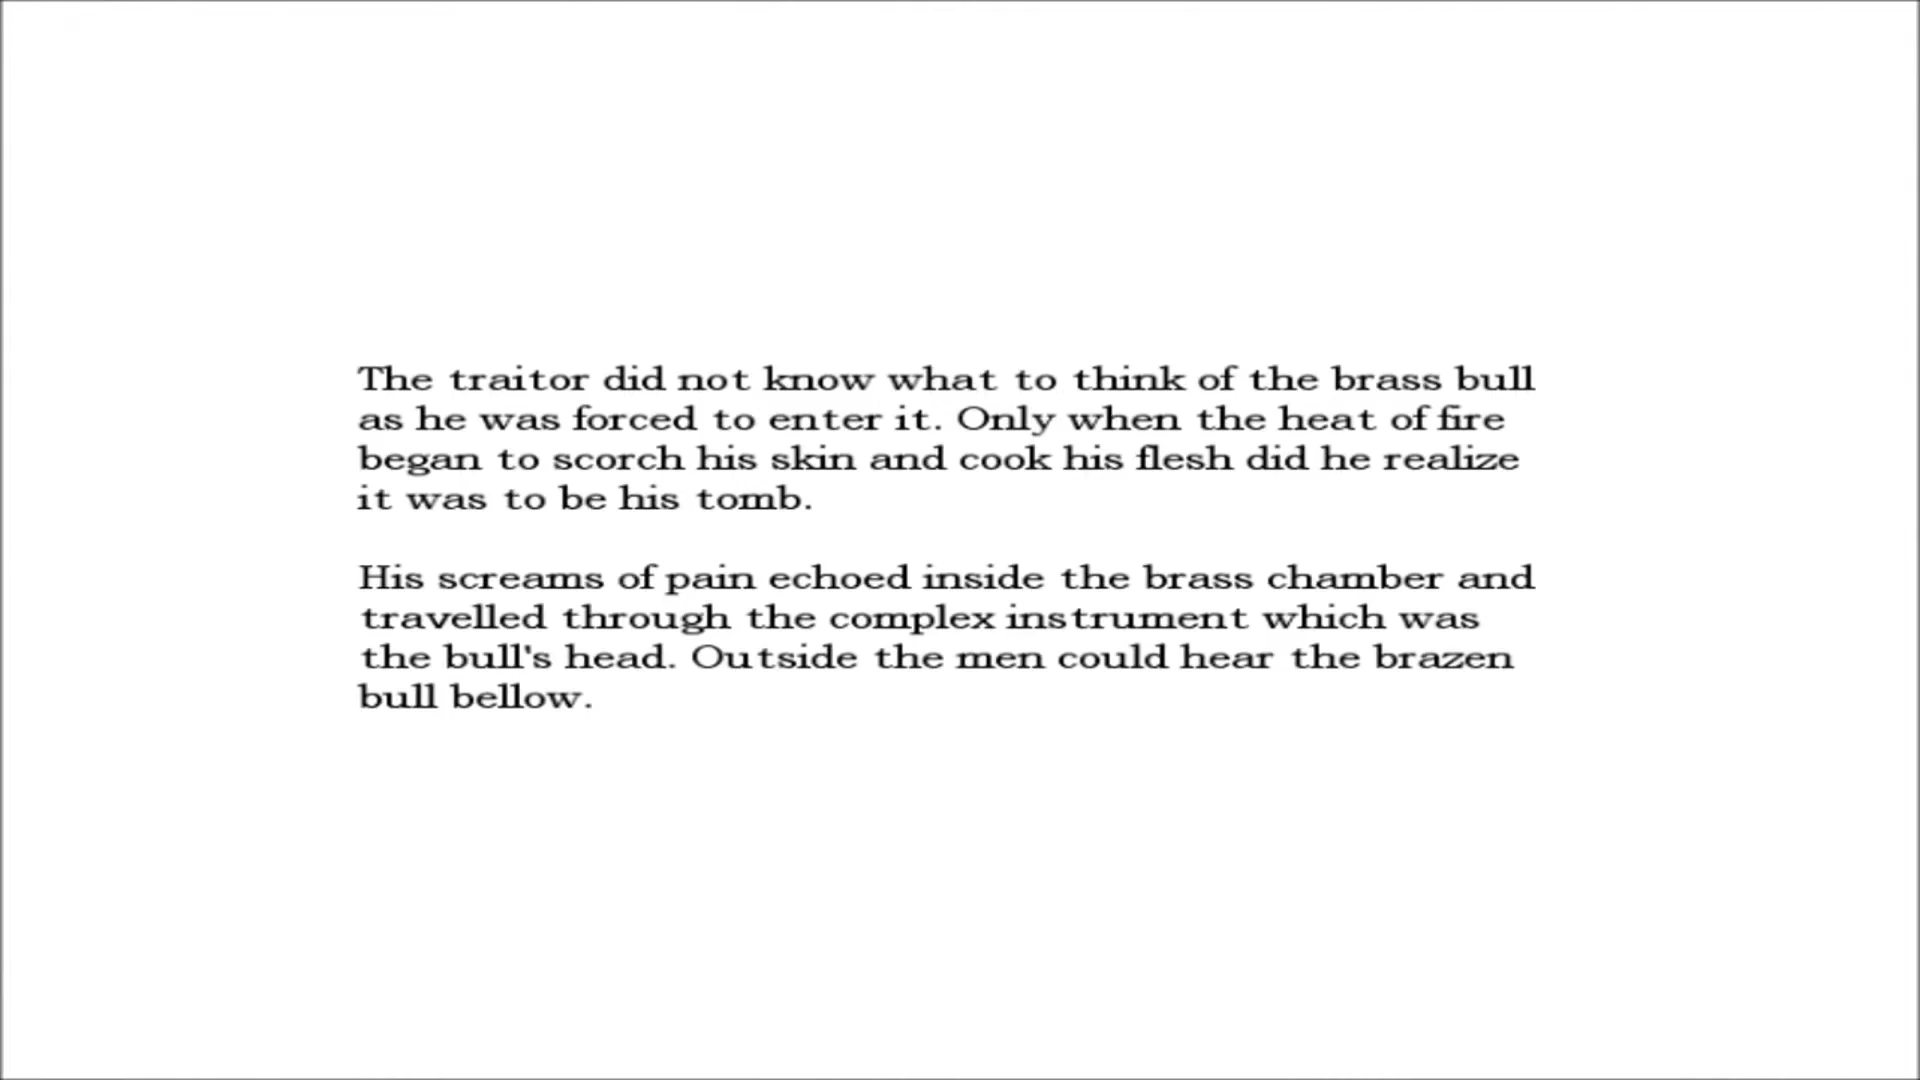 The traitor did not know what to think of the brass bull
as he was forced to enter it. Only when the heat of fire
began to scorch his skin and cook his flesh did he realize
it was to be his tomb.
His screams of pain echoed inside the brass chamber and
travelled through the complex instrument which was
the bull's head. Outside the men could hear the brazen
bull bellow.